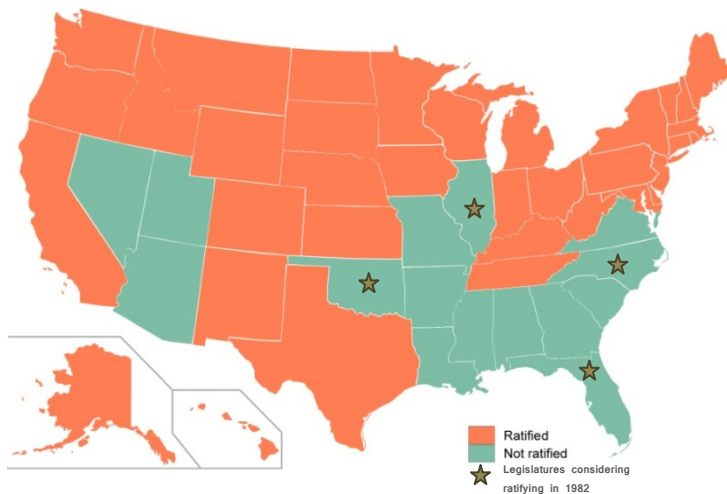 Ratified
Not ratified
Legislatures considering
ratifying in 1982